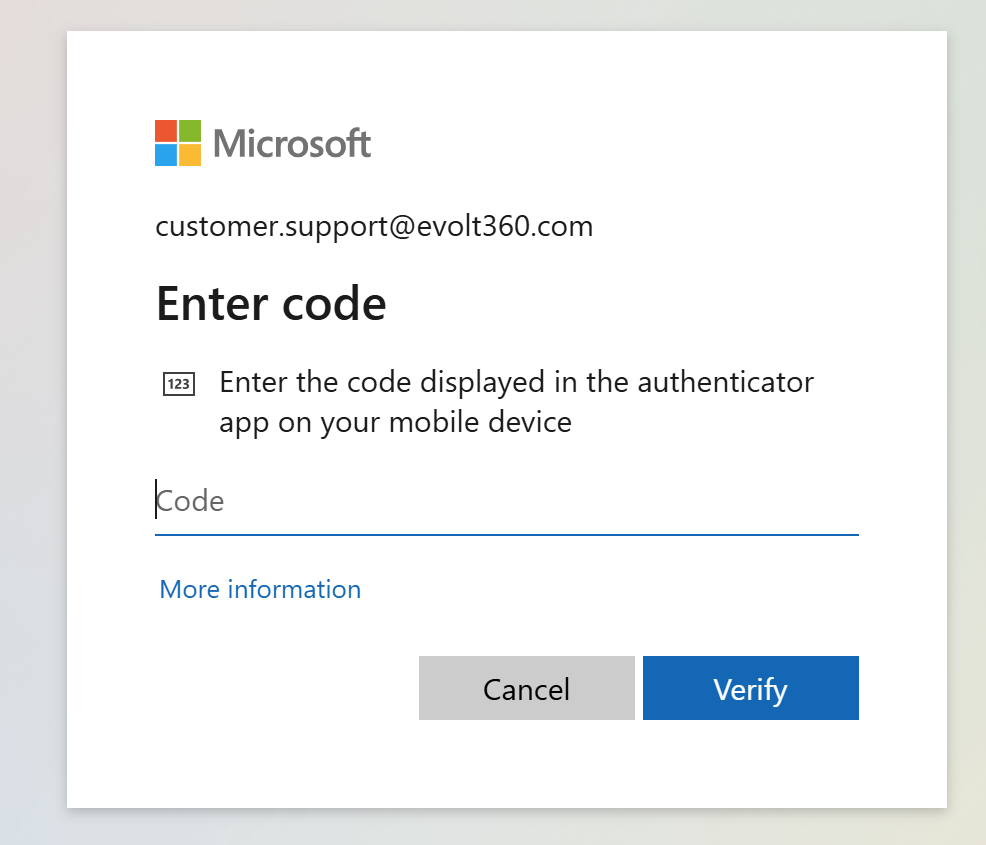 Microsoft
customer.support@evolt360.com
Enter code
123
Enter the code displayed in the authenticator
app on your mobile device
Code
More information
Cancel
Verify